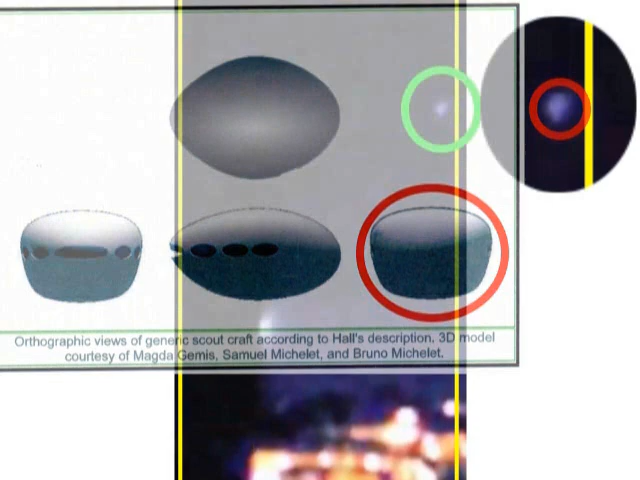 Orthographic views of generic scout craft according to Hall's description. 3D model
courtesy of Magda Gemis, Samuel Michelet, and Bruno Michelet.